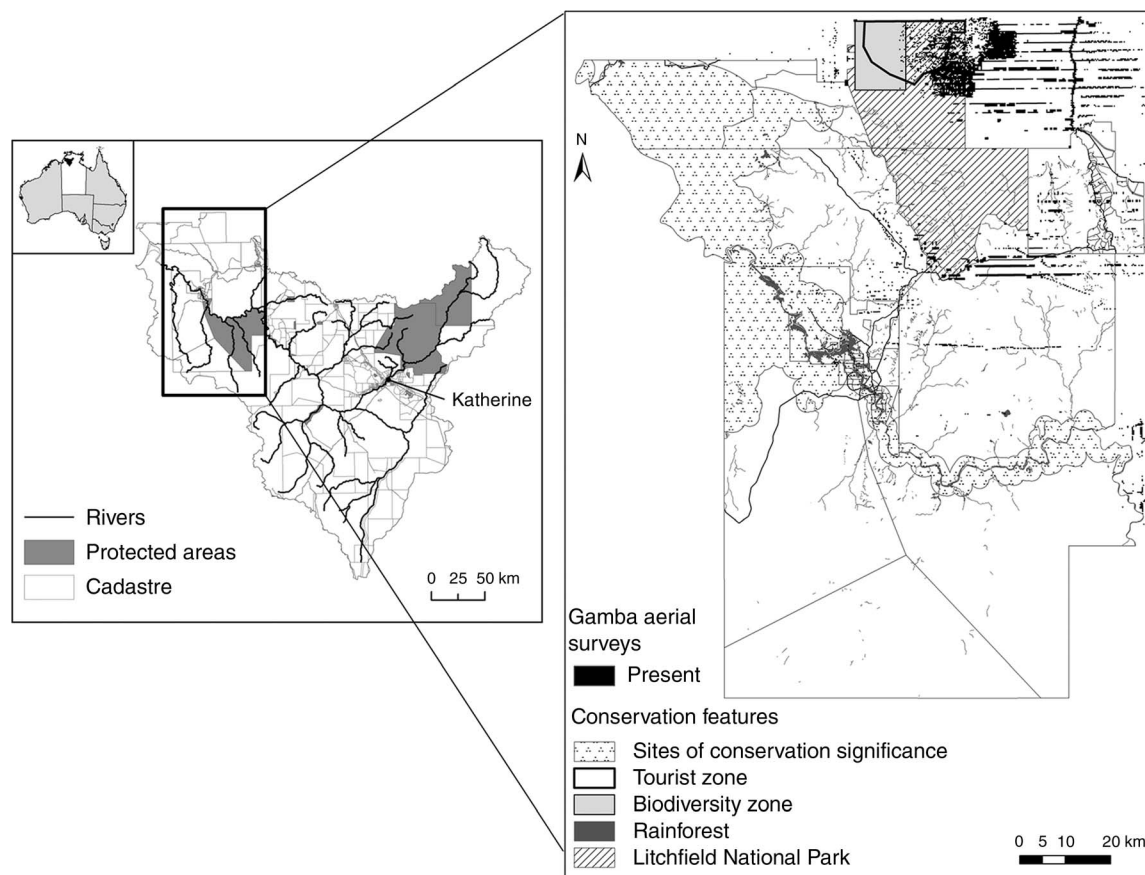 Katherine
Rivers
Protected areas
Cadastre
0 25 50 km
N
Gamba aerial
surveys
Present
Conservation features
Sites of conservation significance
Tourist zone
Biodiversity zone
Rainforest
Litchfield National Park
0 5 10 20 km